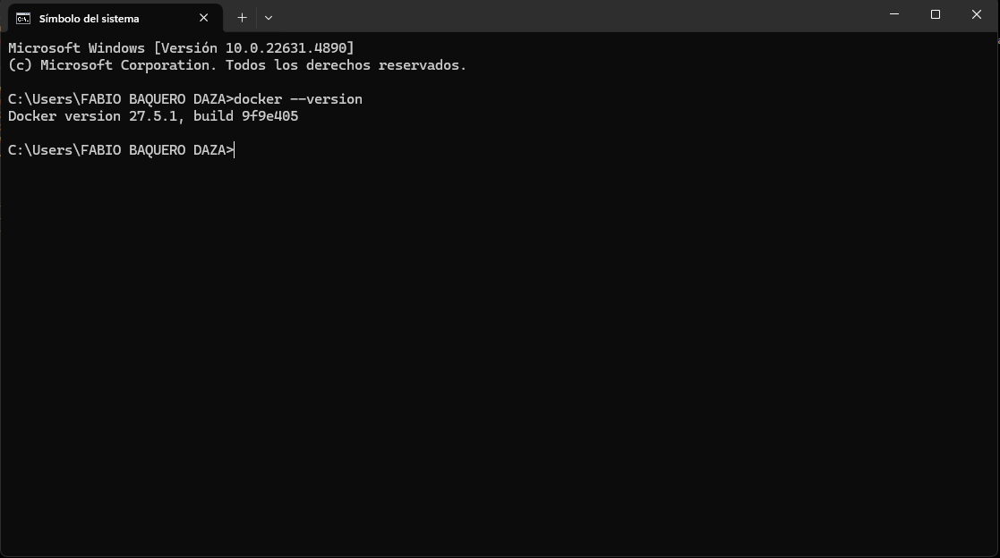 Símbolo del sistema
Microsoft Windows [Versión 10.0.22631.4890]
(c) Microsoft Corporation. Todos los derechos reservados.
C:\Users\FABIO BAQUERO DAZA>docker --version
Docker version 27.5.1, build 9f9e405
C:\Users\FABIO BAQUERO DAZA>